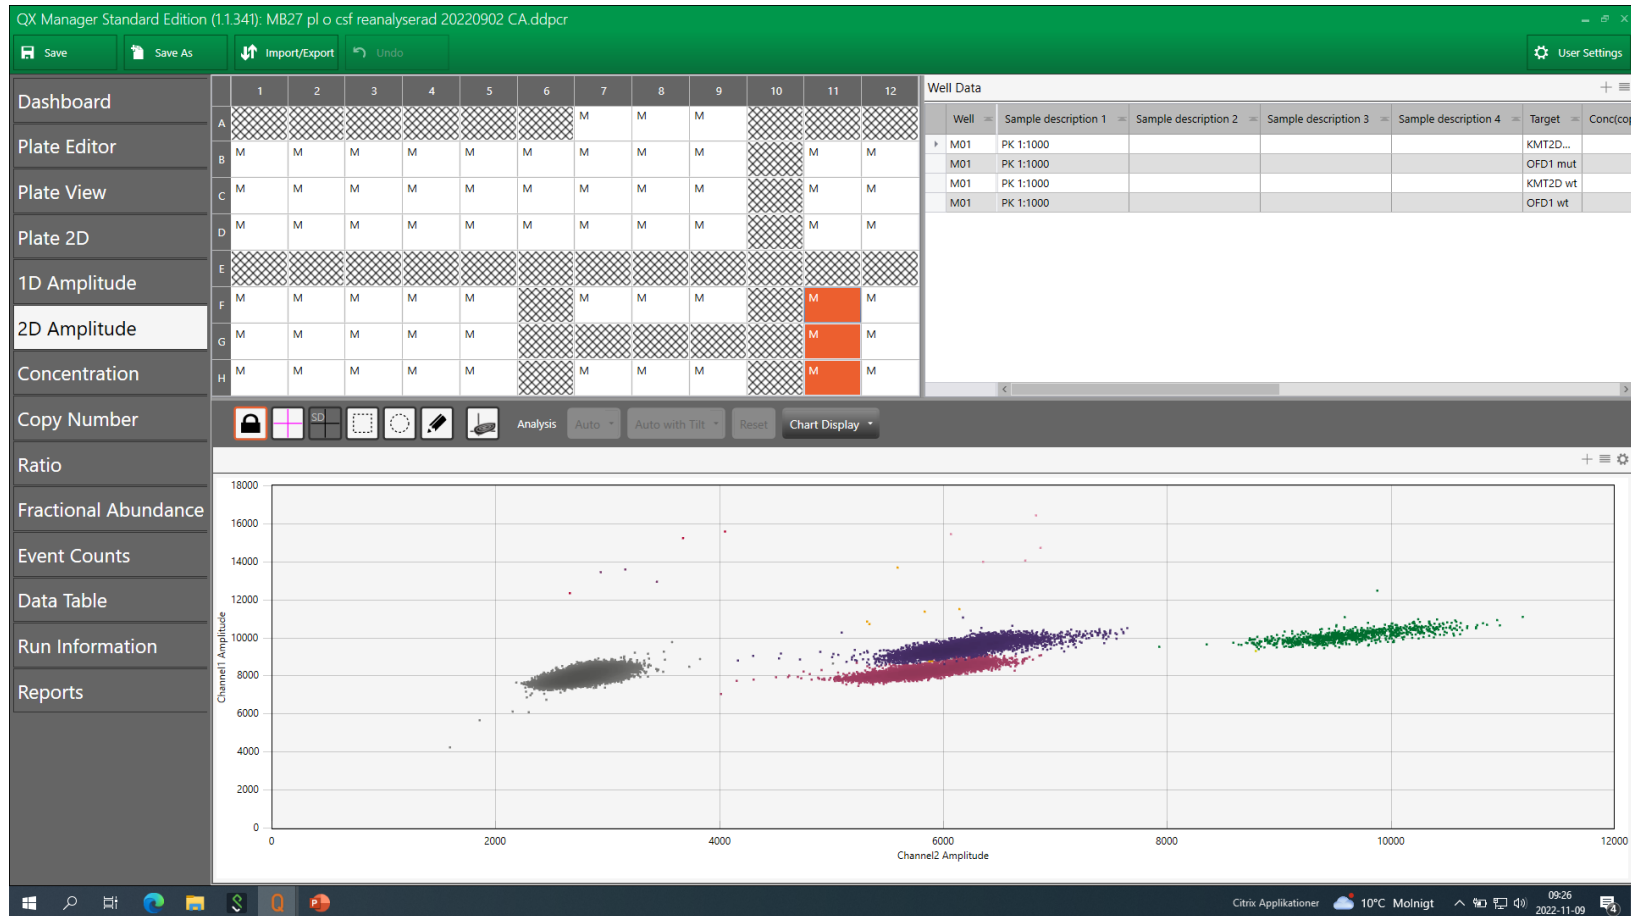 QX Manager Standard Edition (1.1.341): MB27 pl o csf reanalyserad 20220902 CA.ddpcr
Save Save As Import/Export Undo User Settings
Dashboard
Plate Editor
Plate View
Plate 2D
1D Amplitude
2D Amplitude
Concentration
Copy Number
Ratio
Fractional Abundance
Event Counts
Data Table
Run Information
Reports
1 2 3 4 5 6 7 8 9 10 11 12
A M M M
B M M M M M M M M M M M
C M M M M M M M M M M M
D M M M M M M M M M M M
E
F M M M M M M M M M M
G M M M M M M M
H M M M M M M M M M M
Well Data
Well Sample description 1 Sample description 2 Sample description 3 Sample description 4 Target Conc(cop
M01 PK 1:1000 KMT2D...
M01 PK 1:1000 OFD1 mut
M01 PK 1:1000 KMT2D wt
M01 PK 1:1000 OFD1 wt
SD Analysis Auto Auto with Tilt Reset Chart Display
18000
16000
14000
12000
10000
8000
6000
4000
2000
0
Channel1 Amplitude
0 2000 4000 6000 8000 10000 12000
Channel2 Amplitude
Citrix Applikationer 10°C Molnigt 09:26
2022-11-09 4